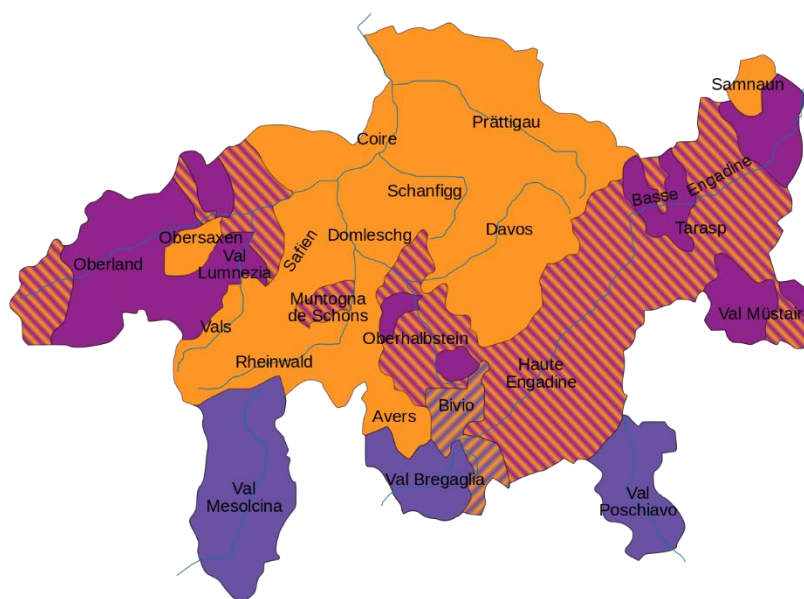 Samnaun
Prättigau
Coire
Schanfigg
Basse Engadine
Davos
Tarasp
Domleschg
Safien
Obersaxen
Oberland
Val
Lumnezia
Muntogna
de Schons
Val Müstair
Vals
Oberhalbstein
Rheinwald
Haute
Engadine
Avers
Bivio
Val Bregaglia
Val
Mesolcina
Val
Poschiavo